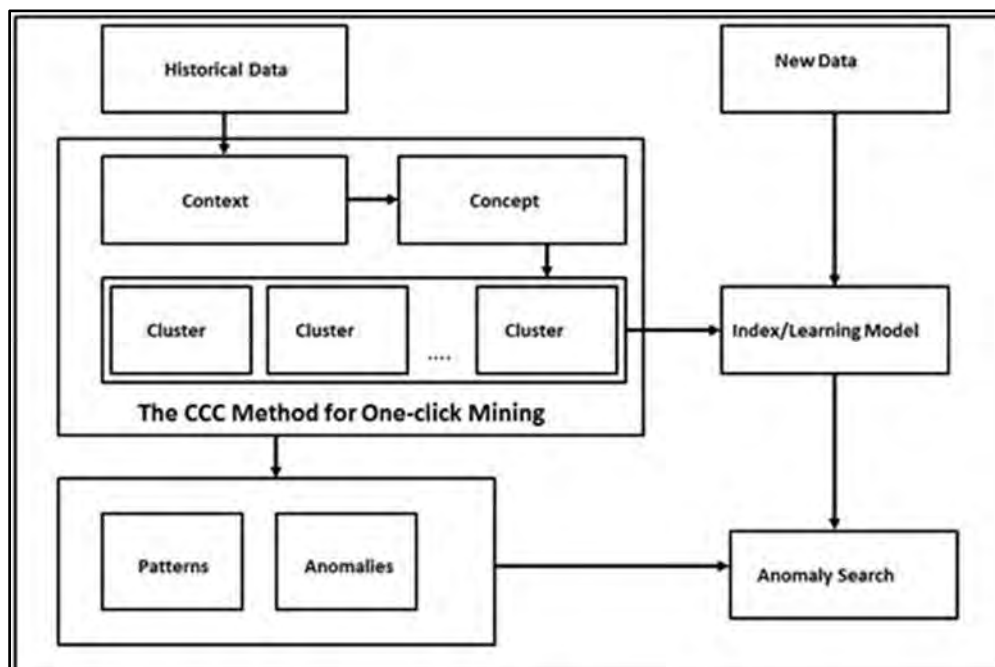 Historical Data
New Data
Context
Concept
Cluster
Cluster
....
Cluster
Index/Learning Model
The CCC Method for One-click Mining
Patterns
Anomalies
Anomaly Search